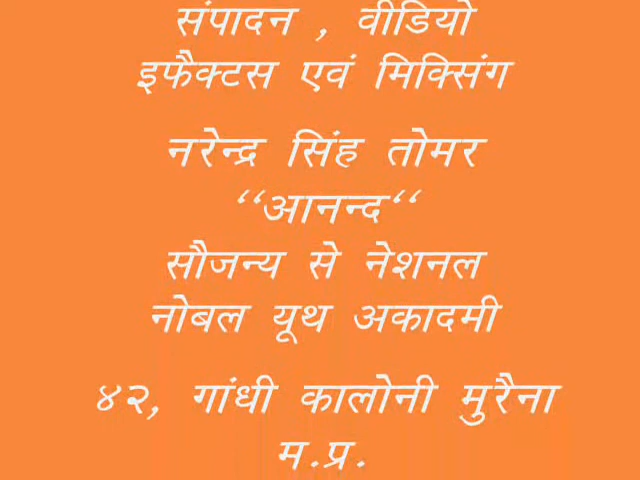 संपादन , वीडियो
इफैक्टस एवं मिक्सिंग
नरेन्द्र सिंह तोमर
‘‘आनन्द‘‘
सौजन्य से नेशनल
नोबल यूथ अकादमी
४२, गांधी कालोनी मुरैना
म.प्र.